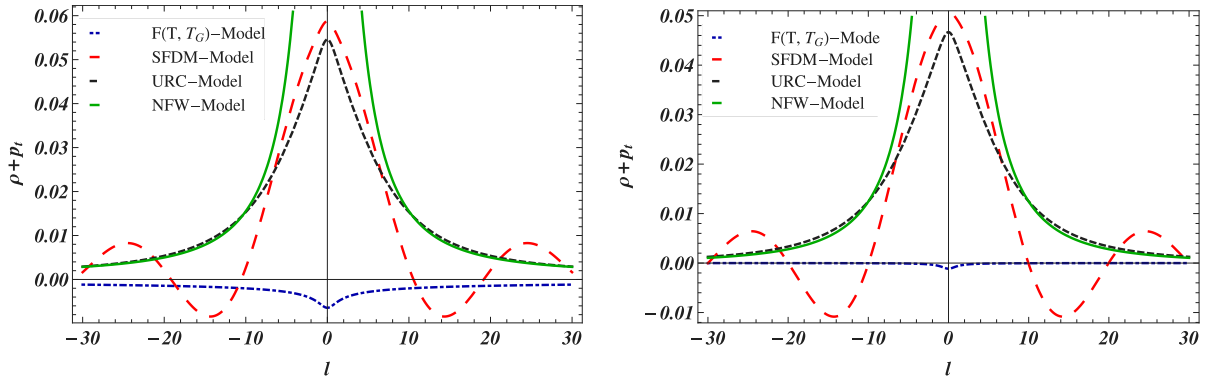 F(T, T_G)−Model
SFDM−Model
URC−Model
NFW−Model
ρ+p_t
0.06
0.05
0.04
0.03
0.02
0.01
0.00
−30 −20 −10 0 10 20 30
l
F(T, T_G)−Mode
SFDM−Model
URC−Model
NFW−Model
ρ+p_t
0.05
0.04
0.03
0.02
0.01
0.00
−0.01
−30 −20 −10 0 10 20 30
l